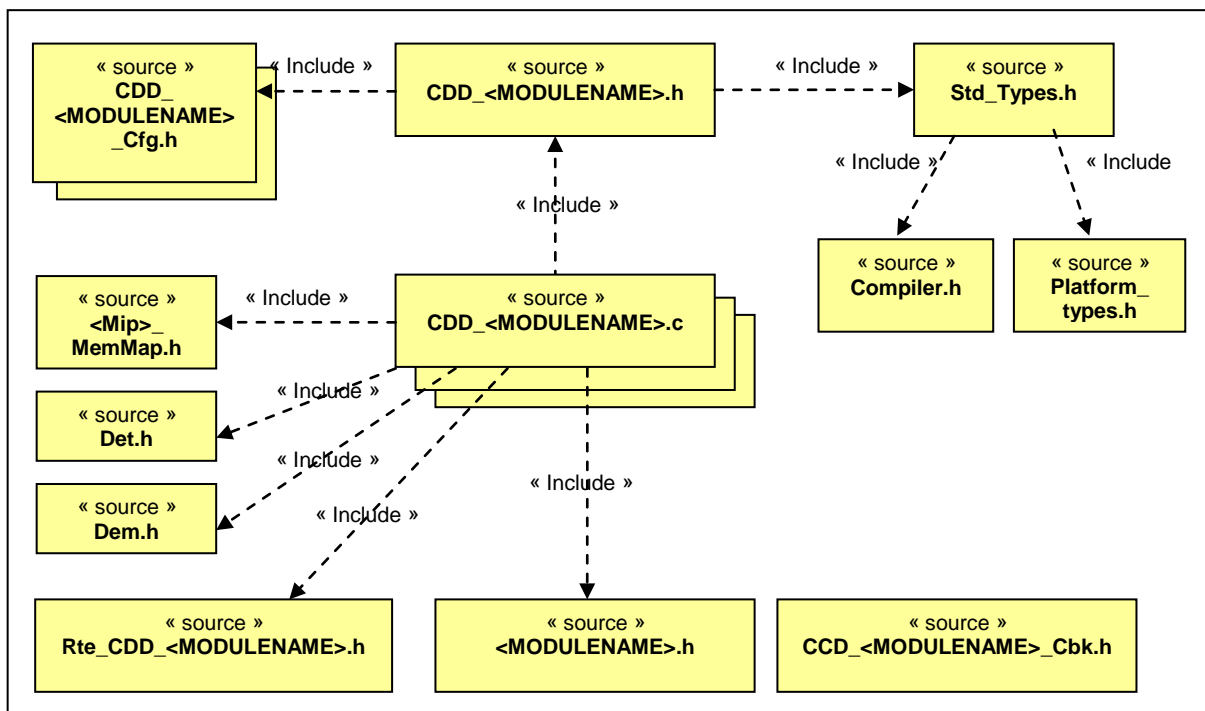 « source »
CDD_
<MODULENAME>
_Cfg.h
« Include »
« source »
CDD_<MODULENAME>.h
« Include »
« source »
Std_Types.h
« Include »
« Include
« Include »
« source »
Compiler.h
« source »
Platform_
types.h
« source »
<Mip>_
MemMap.h
« Include »
« source »
CDD_<MODULENAME>.c
« source »
Det.h
« Include »
« source »
Dem.h
« Include »
« Include »
« Include »
« source »
Rte_CDD_<MODULENAME>.h
« source »
<MODULENAME>.h
« source »
CCD_<MODULENAME>_Cbk.h